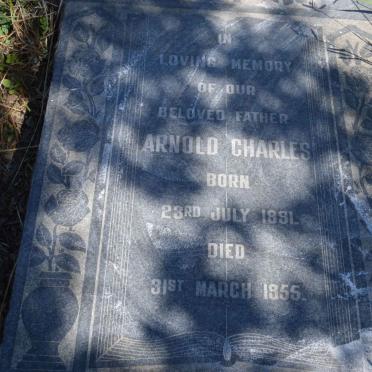 IN
LOVING MEMORY
OF OUR
BELOVED FATHER
ARNOLD CHARLES
BORN
23RD JULY 1891.
DIED
31ST MARCH 1955.